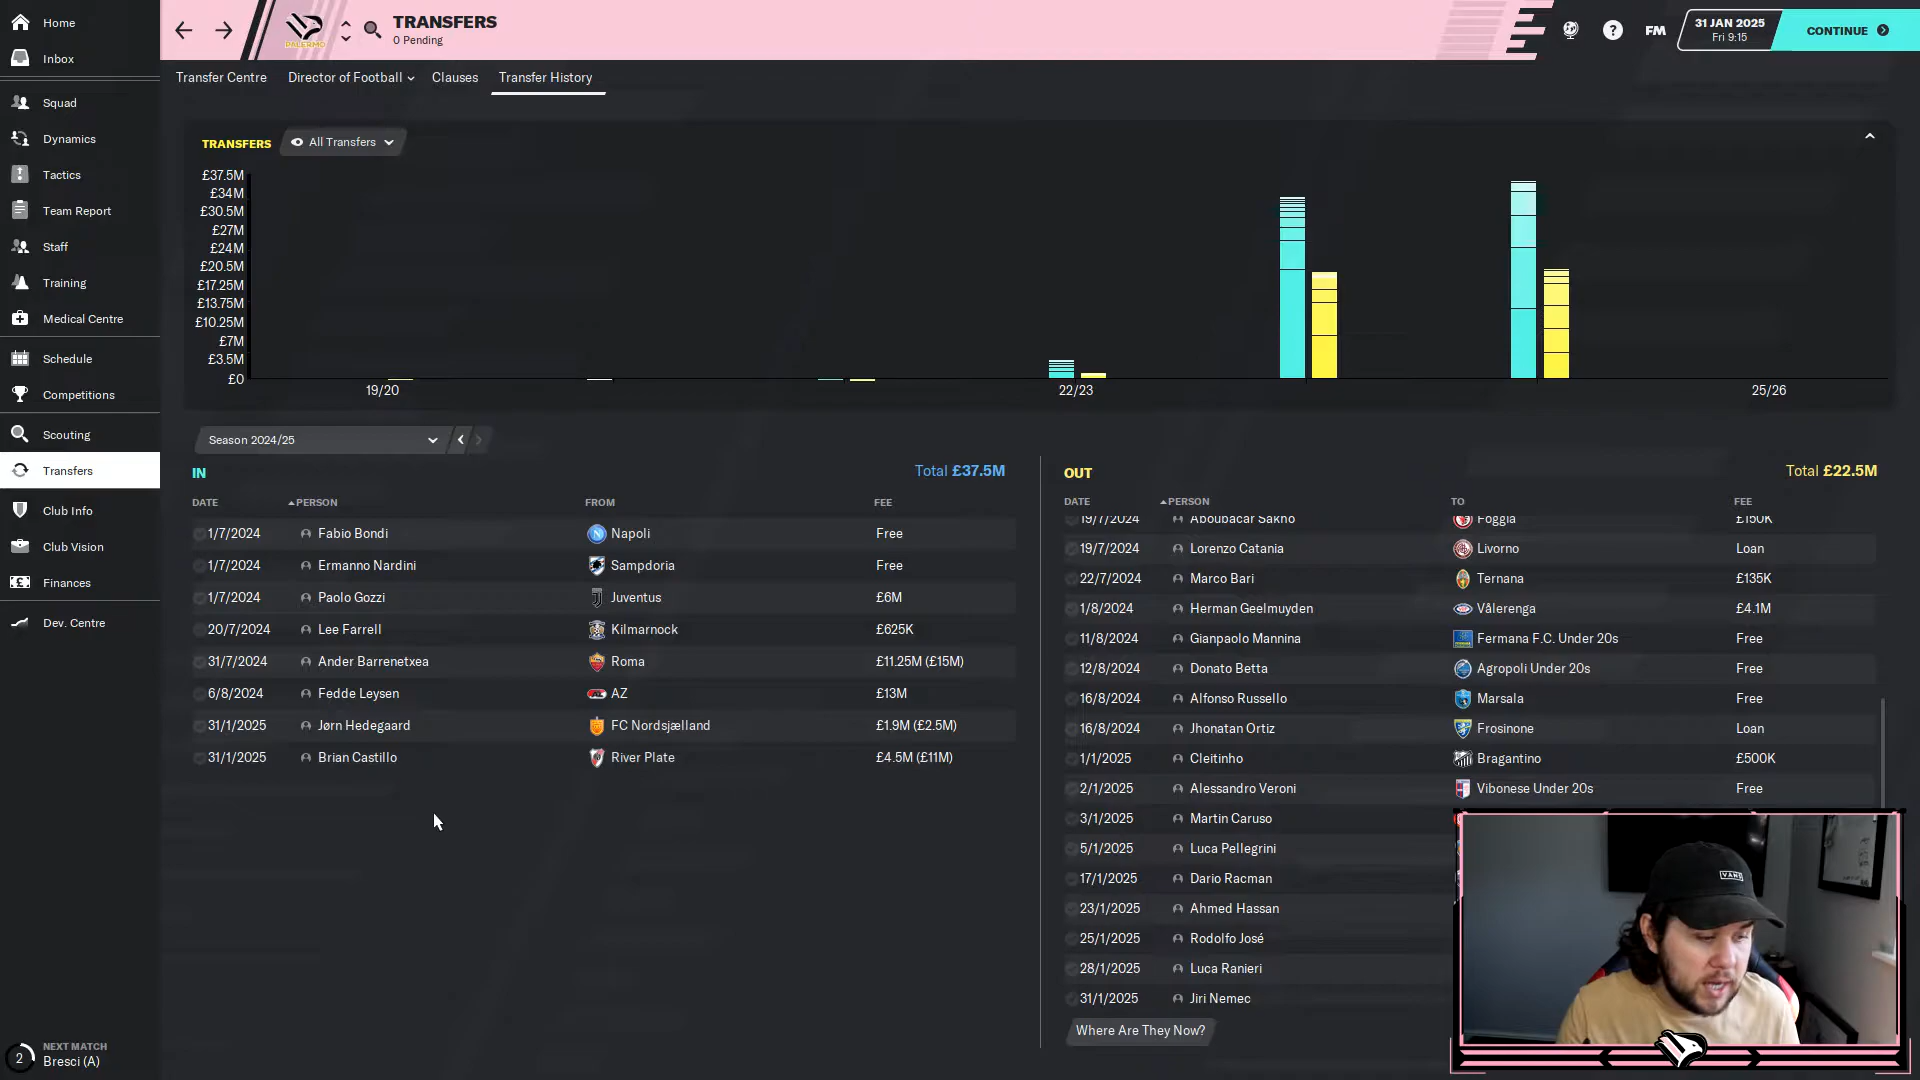 Home
Inbox
Squad
Dynamics
Tactics
Team Report
Staff
Training
Medical Centre
Schedule
Competitions
Scouting
Transfers
Club Info
Club Vision
Finances
Dev. Centre
2
NEXT MATCH
Bresci (A)
PALERMO
TRANSFERS
0 Pending
FM
31 JAN 2025
Fri 9:15
CONTINUE
Transfer Centre
Director of Football
Clauses
Transfer History
TRANSFERS
All Transfers
£37.5M
£34M
£30.5M
£27M
£24M
£20.5M
£17.25M
£13.75M
£10.25M
£7M
£3.5M
£0
19/20
22/23
25/26
Season 2024/25
IN
Total £37.5M
DATE PERSON FROM FEE
1/7/2024 Fabio Bondi Napoli Free
1/7/2024 Ermanno Nardini Sampdoria Free
1/7/2024 Paolo Gozzi Juventus £6M
20/7/2024 Lee Farrell Kilmarnock £625K
31/7/2024 Ander Barrenetxea Roma £11.25M (£15M)
6/8/2024 Fedde Leysen AZ £13M
31/1/2025 Jørn Hedegaard FC Nordsjælland £1.9M (£2.5M)
31/1/2025 Brian Castillo River Plate £4.5M (£11M)
OUT
Total £22.5M
DATE PERSON TO FEE
19/7/2024 Aboubacar Sakho Foggia £150K
19/7/2024 Lorenzo Catania Livorno Loan
22/7/2024 Marco Bari Ternana £135K
1/8/2024 Herman Geelmuyden Vålerenga £4.1M
11/8/2024 Gianpaolo Mannina Fermana F.C. Under 20s Free
12/8/2024 Donato Betta Agropoli Under 20s Free
16/8/2024 Alfonso Russello Marsala Free
16/8/2024 Jhonatan Ortiz Frosinone Loan
1/1/2025 Cleitinho Bragantino £500K
2/1/2025 Alessandro Veroni Vibonese Under 20s Free
3/1/2025 Martin Caruso
5/1/2025 Luca Pellegrini
17/1/2025 Dario Racman
23/1/2025 Ahmed Hassan
25/1/2025 Rodolfo José
28/1/2025 Luca Ranieri
31/1/2025 Jiri Nemec
Where Are They Now?
VANS